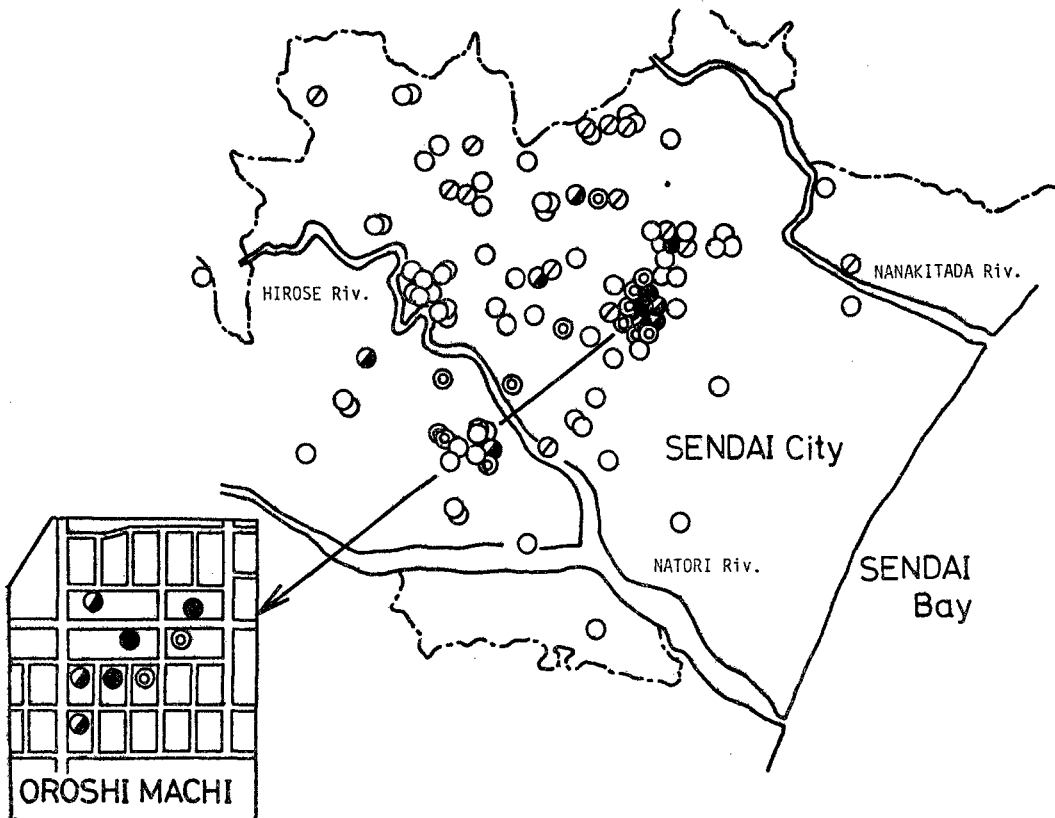 HIROSE Riv.
NANAKITADA Riv.
SENDAI City
NATORI Riv.
SENDAI
Bay
OROSHI MACHI